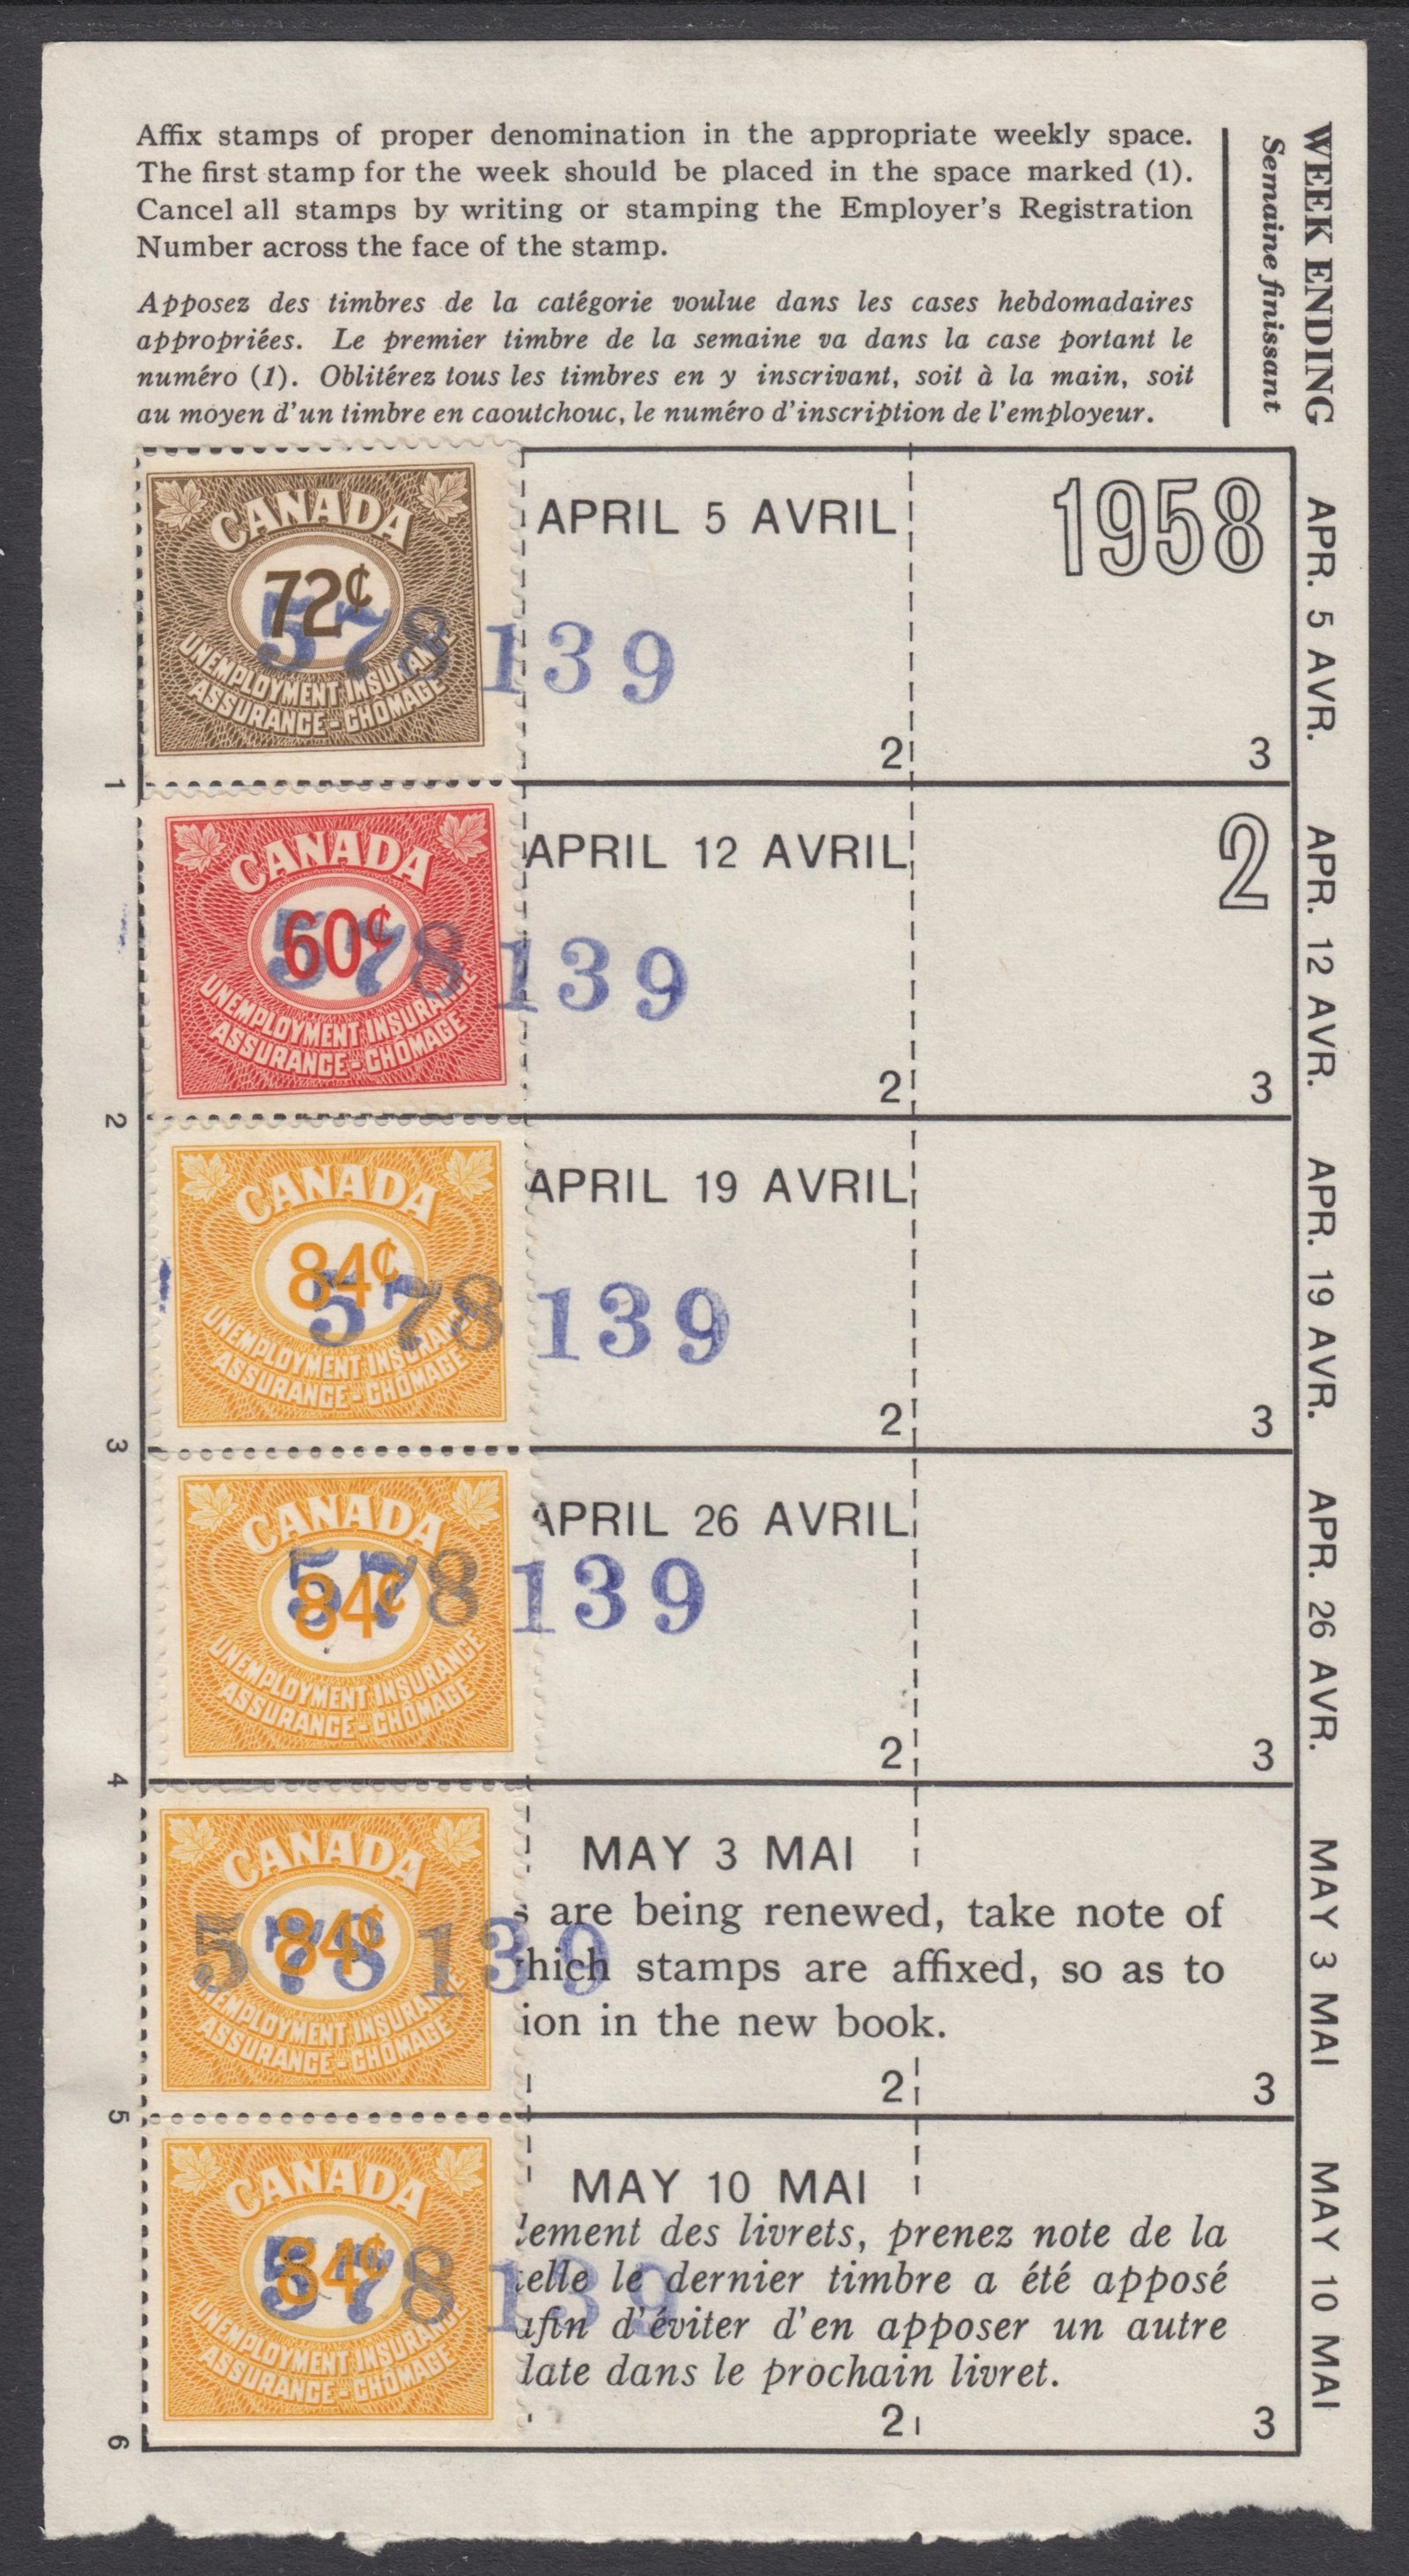 Affix stamps of proper denomination in the appropriate weekly space.
The first stamp for the week should be placed in the space marked (1).
Cancel all stamps by writing or stamping the Employer's Registration
Number across the face of the stamp.
Apposez des timbres de la catégorie voulue dans les cases hebdomadaires
appropriées. Le premier timbre de la semaine va dans la case portant le
numéro (1). Oblitérez tous les timbres en y inscrivant, soit à la main, soit
au moyen d'un timbre en caoutchouc, le numéro d'inscription de l'employeur.
WEEK ENDING
Semaine finissant
CANADA
72¢
UNEMPLOYMENT INSURANCE
ASSURANCE-CHÔMAGE
578139
APRIL 5 AVRIL
1958
2
3
APR. 5 AVR.
1
CANADA
60¢
UNEMPLOYMENT INSURANCE
ASSURANCE-CHÔMAGE
578139
APRIL 12 AVRIL
2
2
3
APR. 12 AVR.
2
CANADA
84¢
UNEMPLOYMENT INSURANCE
ASSURANCE-CHÔMAGE
578139
APRIL 19 AVRIL
2
3
APR. 19 AVR.
3
CANADA
84¢
UNEMPLOYMENT INSURANCE
ASSURANCE-CHÔMAGE
578139
APRIL 26 AVRIL
2
3
APR. 26 AVR.
4
CANADA
84¢
UNEMPLOYMENT INSURANCE
ASSURANCE-CHÔMAGE
578139
MAY 3 MAI
s are being renewed, take note of
hich stamps are affixed, so as to
ion in the new book.
2
3
MAY 3 MAI
5
CANADA
84¢
UNEMPLOYMENT INSURANCE
ASSURANCE-CHÔMAGE
578139
MAY 10 MAI
lement des livrets, prenez note de la
elle le dernier timbre a été apposé
afin d'éviter d'en apposer un autre
date dans le prochain livret.
2
3
MAY 10 MAI
6